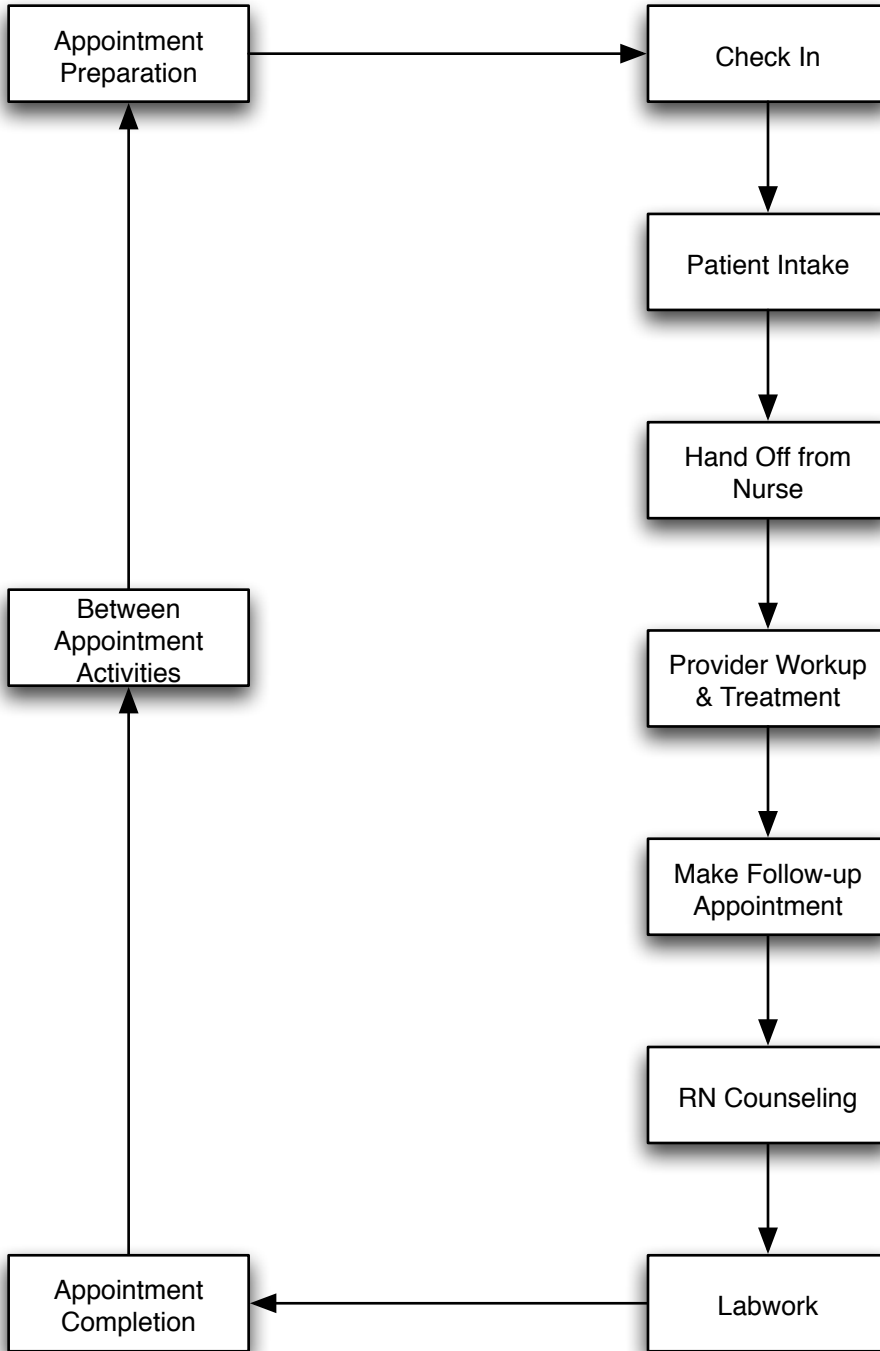 Appointment
Preparation
Check In
Patient Intake
Hand Off from
Nurse
Provider Workup
& Treatment
Make Follow-up
Appointment
RN Counseling
Labwork
Appointment
Completion
Between
Appointment
Activities